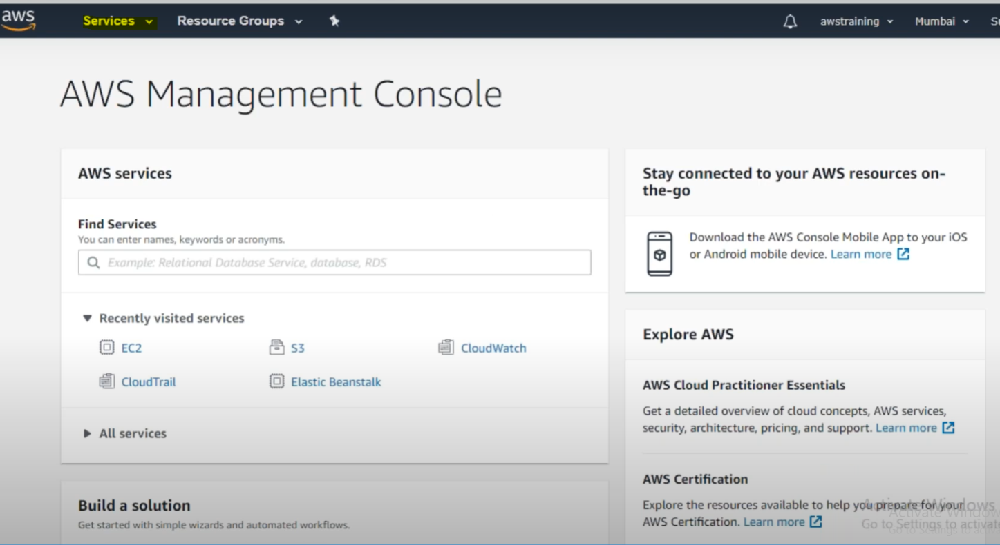 aws
Services
Resource Groups
awstraining
Mumbai
AWS Management Console
AWS services
Find Services
You can enter names, keywords or acronyms.
Example: Relational Database Service, database, RDS
Recently visited services
EC2
S3
CloudWatch
CloudTrail
Elastic Beanstalk
All services
Build a solution
Get started with simple wizards and automated workflows.
Stay connected to your AWS resources on-
the-go
Download the AWS Console Mobile App to your iOS
or Android mobile device. Learn more
Explore AWS
AWS Cloud Practitioner Essentials
Get a detailed overview of cloud concepts, AWS services,
security, architecture, pricing, and support. Learn more
AWS Certification
Explore the resources available to help you prepare for your
AWS Certification. Learn more
Activate Windows
Go to Settings to activate